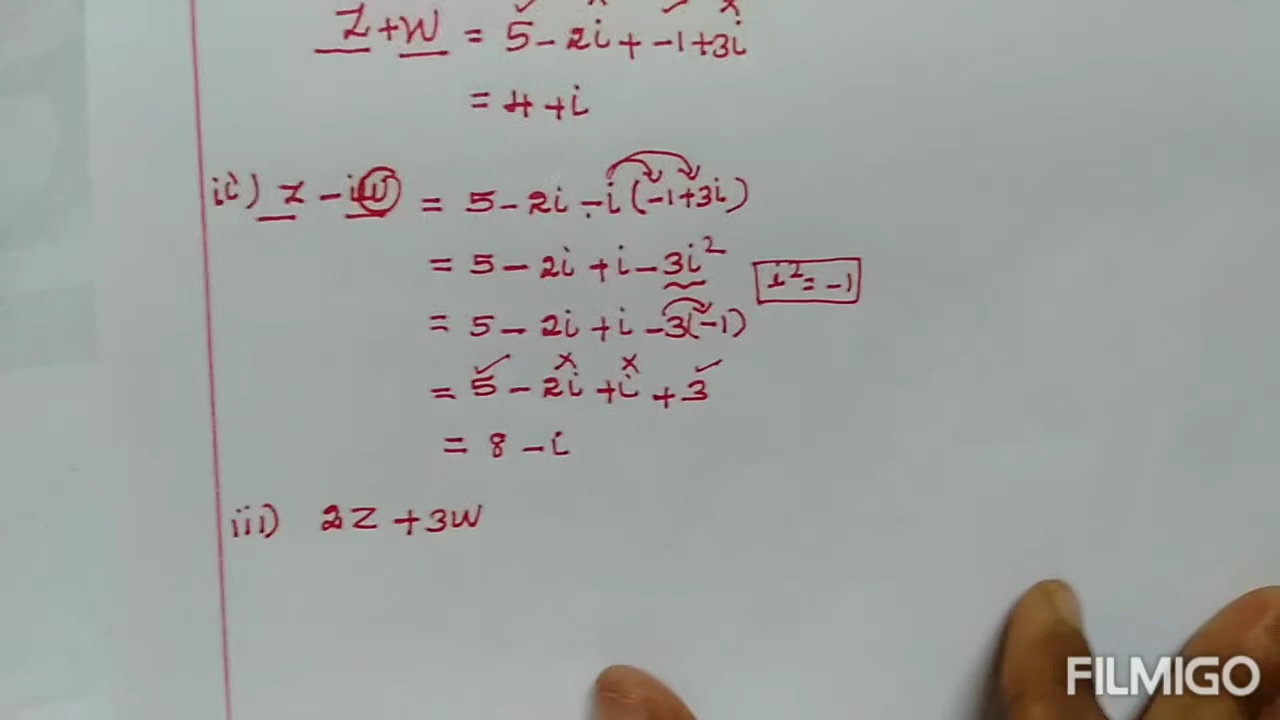 Z+W = 5-2i+-1+3i
= 4+i
ii) Z-iW = 5-2i-i(-1+3i)
= 5-2i+i-3i²
i²=-1
= 5-2i+i-3(-1)
= 5-2i+i+3
= 8-i
iii) 2Z+3W
FILMIGO